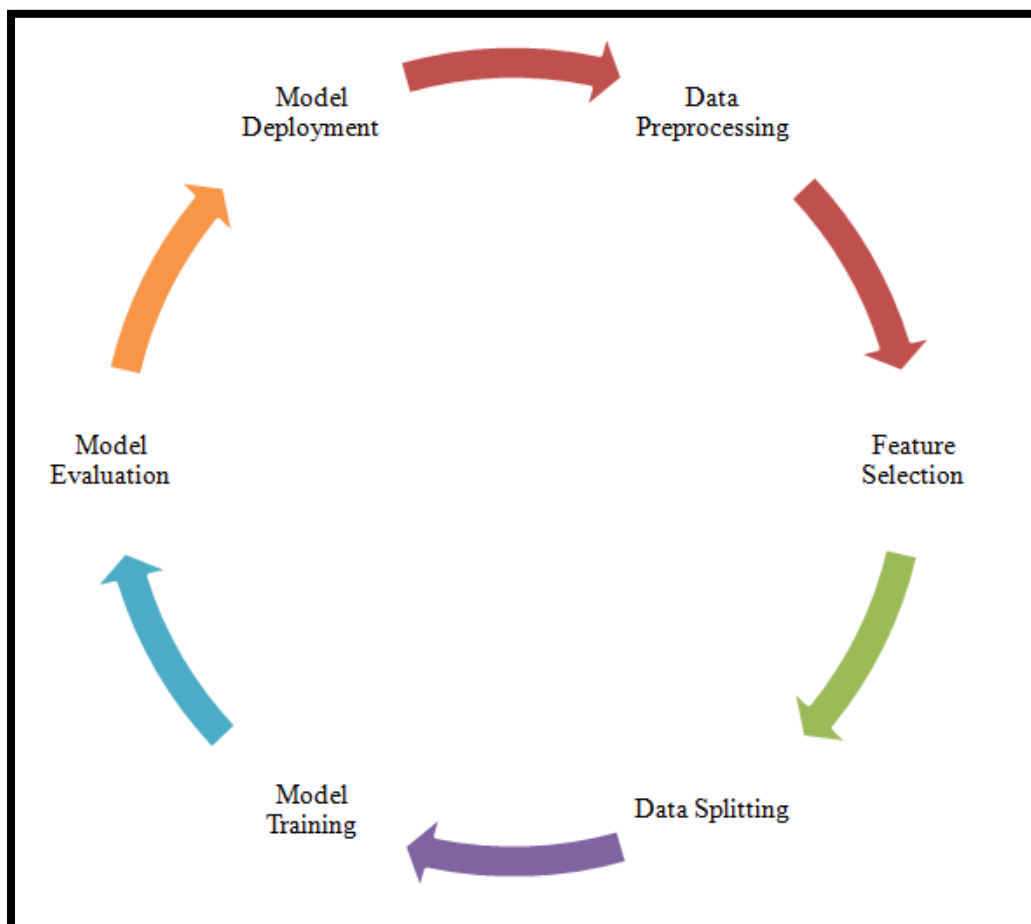 Model
Deployment
Data
Preprocessing
Feature
Selection
Data Splitting
Model
Training
Model
Evaluation